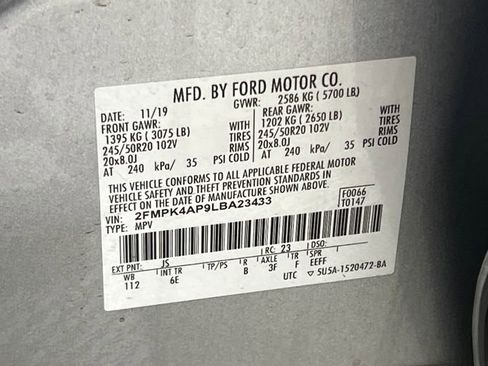 MFD. BY FORD MOTOR CO.
DATE: 11/19 GVWR: 2586 KG ( 5700 LB)
FRONT GAWR: REAR GAWR:
1395 KG ( 3075 LB) WITH 1202 KG ( 2650 LB) WITH
245/50R20 102V TIRES 245/50R20 102V TIRES
20x8.0J RIMS 20x8.0J RIMS
AT 240 kPa/ 35 PSI COLD AT 240 kPa/ 35 PSI COLD
THIS VEHICLE CONFORMS TO ALL APPLICABLE FEDERAL MOTOR
VEHICLE SAFETY AND THEFT PREVENTION STANDARDS IN
EFFECT ON THE DATE OF MANUFACTURE SHOWN ABOVE.
VIN: 2FMPK4AP9LBA23433 F0066
TYPE: MPV T0147
EXT PNT: JS RC: 23 DSO:
WB INT TR TP/PS R AXLE TR SPR
112 6E B 3F F EEFF
UTC 5U5A-1520472-BA